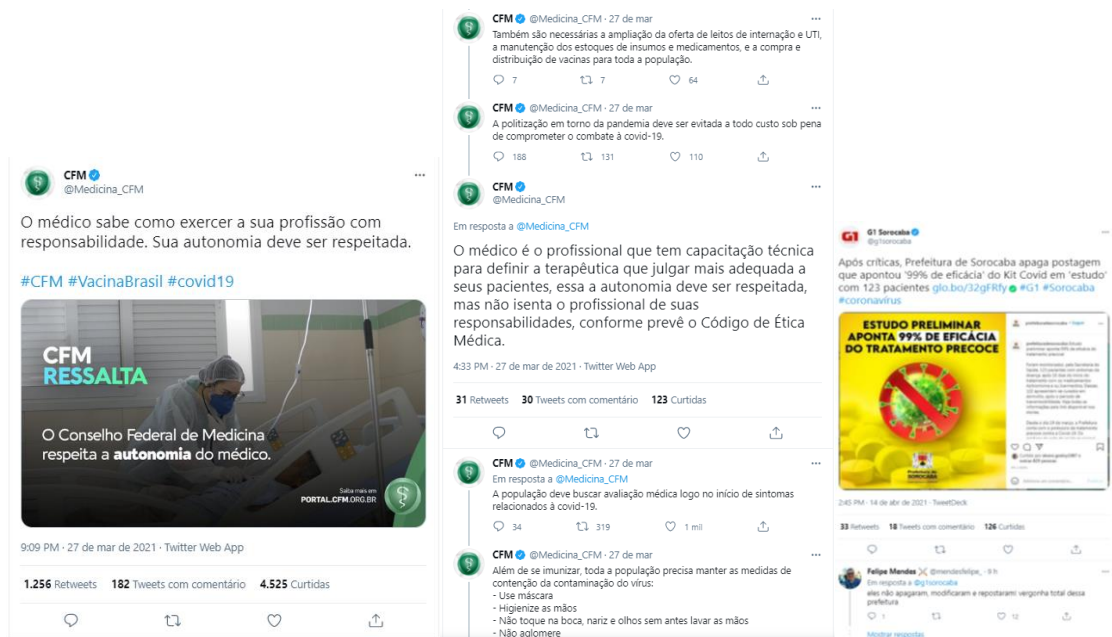 CFM
@Medicina_CFM
O médico sabe como exercer a sua profissão com
responsabilidade. Sua autonomia deve ser respeitada.
#CFM #VacinaBrasil #covid19
CFM
RESSALTA
O Conselho Federal de Medicina
respeita a autonomia do médico.
Saiba mais em
PORTAL.CFM.ORG.BR
9:09 PM · 27 de mar de 2021 · Twitter Web App
1.256 Retweets 182 Tweets com comentário 4.525 Curtidas
CFM @Medicina_CFM · 27 de mar
Também são necessárias a ampliação da oferta de leitos de internação e UTI,
a manutenção dos estoques de insumos e medicamentos, e a compra e
distribuição de vacinas para toda a população.
7 7 64
CFM @Medicina_CFM · 27 de mar
A politização em torno da pandemia deve ser evitada a todo custo sob pena
de comprometer o combate à covid-19.
188 131 110
CFM
@Medicina_CFM
Em resposta a @Medicina_CFM
O médico é o profissional que tem capacitação técnica
para definir a terapêutica que julgar mais adequada a
seus pacientes, essa a autonomia deve ser respeitada,
mas não isenta o profissional de suas
responsabilidades, conforme prevê o Código de Ética
Médica.
4:33 PM · 27 de mar de 2021 · Twitter Web App
31 Retweets 30 Tweets com comentário 123 Curtidas
CFM @Medicina_CFM · 27 de mar
Em resposta a @Medicina_CFM
A população deve buscar avaliação médica logo no início de sintomas
relacionados à covid-19.
34 319 1 mil
CFM @Medicina_CFM · 27 de mar
Além de se imunizar, toda a população precisa manter as medidas de
contenção da contaminação do vírus:
- Use máscara
- Higienize as mãos
- Não toque na boca, nariz e olhos sem antes lavar as mãos
- Não aglomere
G1 G1 Sorocaba
@g1sorocaba
Após críticas, Prefeitura de Sorocaba apaga postagem
que apontou '99% de eficácia' do Kit Covid em 'estudo'
com 123 pacientes glo.bo/32gFRfy #G1 #Sorocaba
#coronavírus
ESTUDO PRELIMINAR
APONTA 99% DE EFICÁCIA
DO TRATAMENTO PRECOCE
Prefeitura de
SOROCABA
2:45 PM · 14 de abr de 2021 · TweetDeck
33 Retweets 18 Tweets com comentário 126 Curtidas
Felipe Mendes @mendesfelipe_ · 9 h
Em resposta a @g1sorocaba
eles não apagaram, modificaram e repostaram! vergonha total dessa
prefeitura
1 12
Mostrar respostas